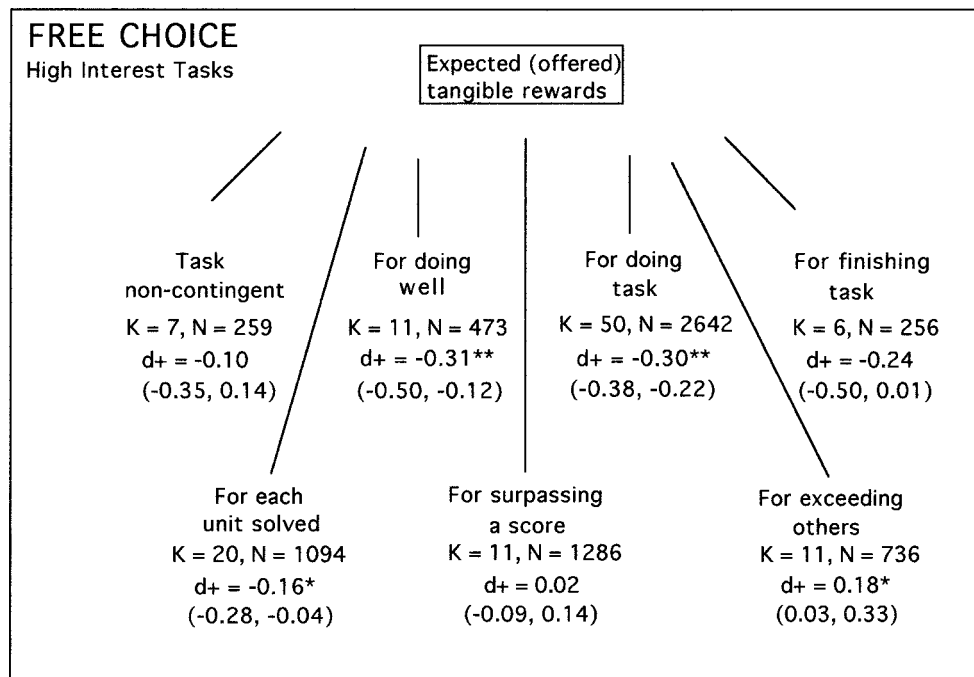 FREE CHOICE
High Interest Tasks
Expected (offered)
tangible rewards
Task
non-contingent
K = 7, N = 259
d+ = -0.10
(-0.35, 0.14)
For doing
well
K = 11, N = 473
d+ = -0.31**
(-0.50, -0.12)
For doing
task
K = 50, N = 2642
d+ = -0.30**
(-0.38, -0.22)
For finishing
task
K = 6, N = 256
d+ = -0.24
(-0.50, 0.01)
For each
unit solved
K = 20, N = 1094
d+ = -0.16*
(-0.28, -0.04)
For surpassing
a score
K = 11, N = 1286
d+ = 0.02
(-0.09, 0.14)
For exceeding
others
K = 11, N = 736
d+ = 0.18*
(0.03, 0.33)